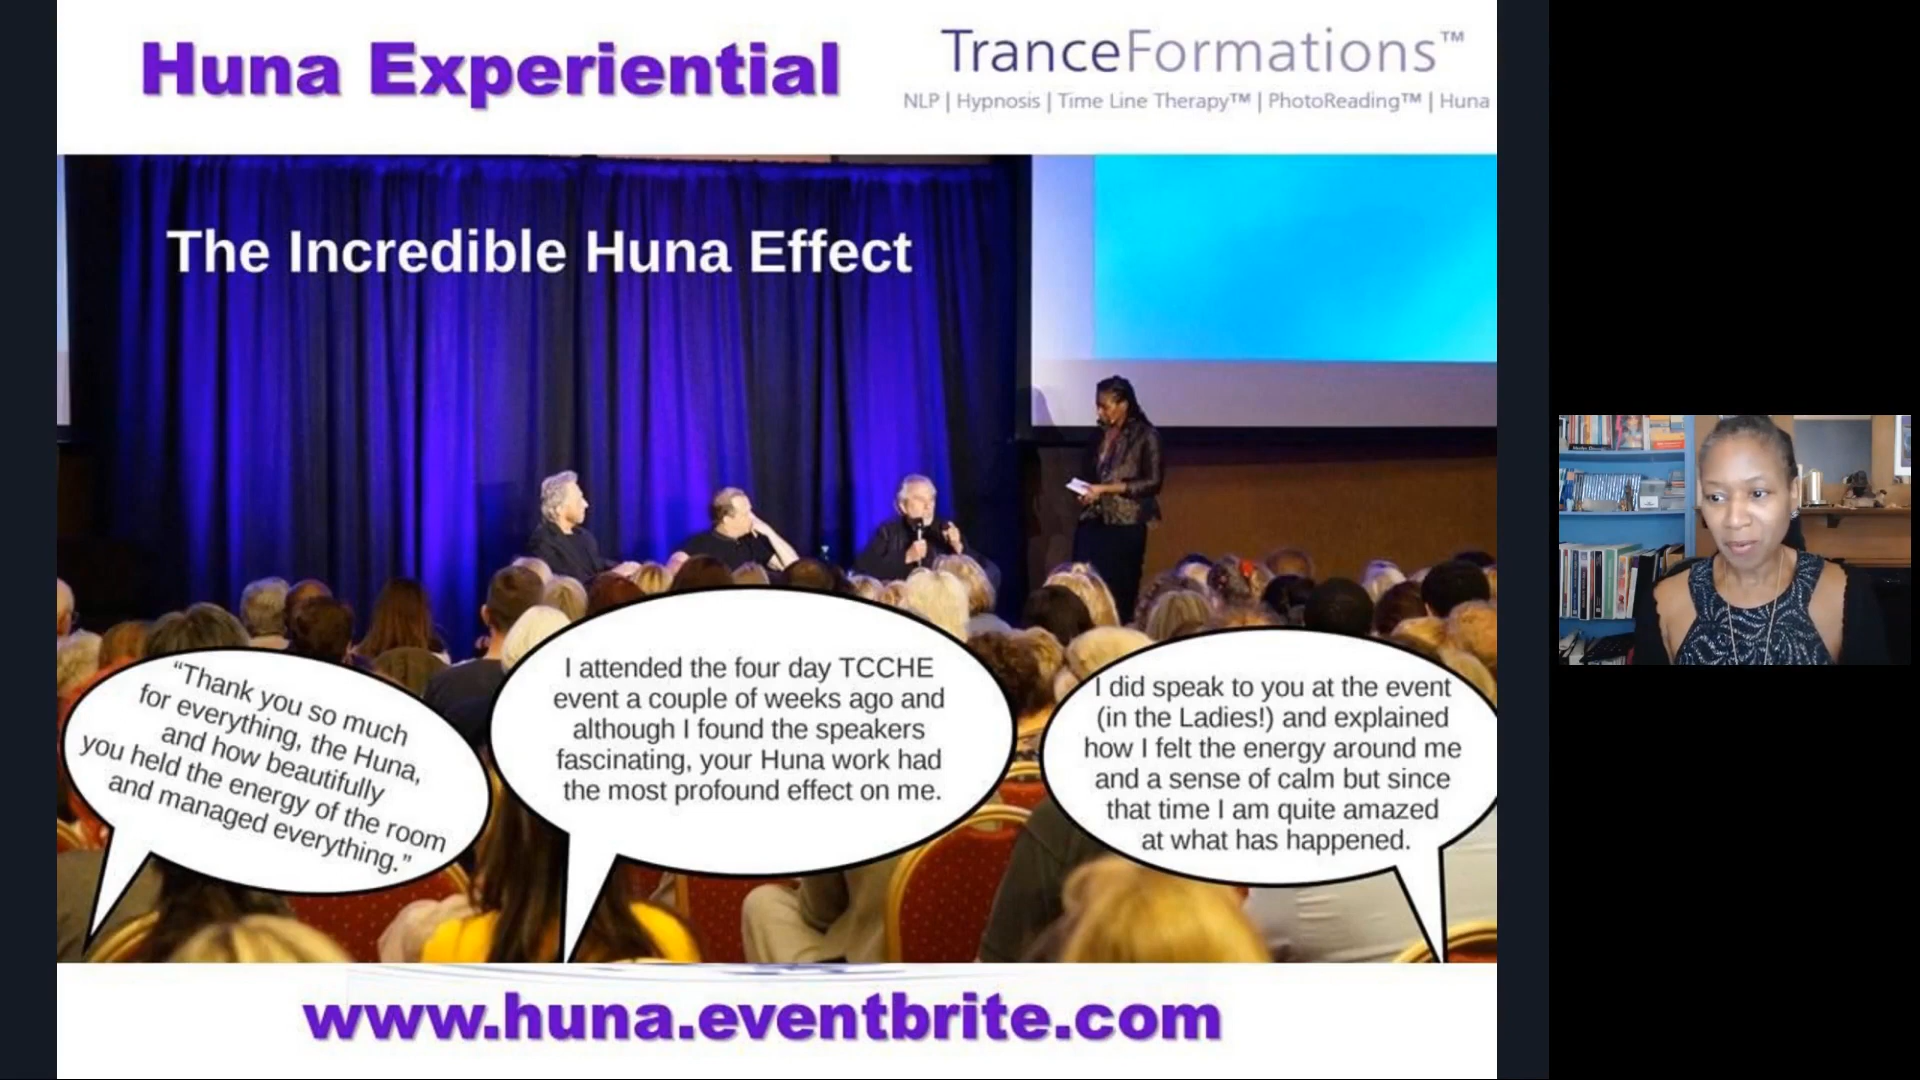 Huna Experiential
TranceFormations™
NLP | Hypnosis | Time Line Therapy™ | PhotoReading™ | Huna
The Incredible Huna Effect
“Thank you so much
for everything, the Huna,
and how beautifully
you held the energy of the room
and managed everything.”
I attended the four day TCCHE
event a couple of weeks ago and
although I found the speakers
fascinating, your Huna work had
the most profound effect on me.
I did speak to you at the event
(in the Ladies!) and explained
how I felt the energy around me
and a sense of calm but since
that time I am quite amazed
at what has happened.
www.huna.eventbrite.com